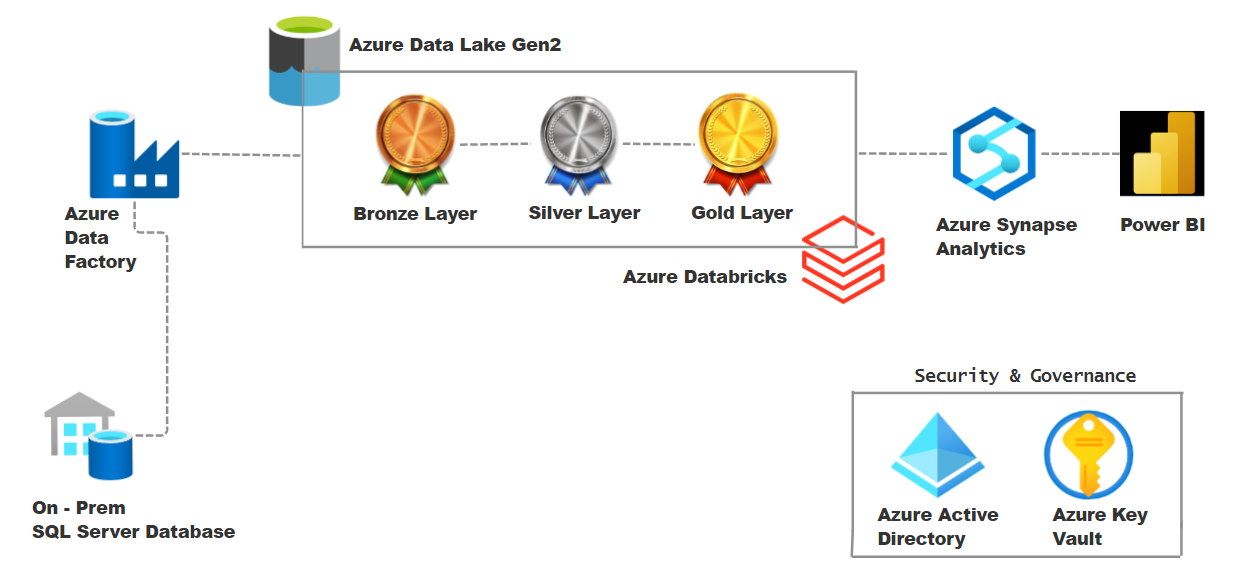 Azure Data Lake Gen2
Azure
Data
Factory
Bronze Layer
Silver Layer
Gold Layer
Azure Databricks
Azure Synapse
Analytics
Power BI
On - Prem
SQL Server Database
Security & Governance
Azure Active
Directory
Azure Key
Vault